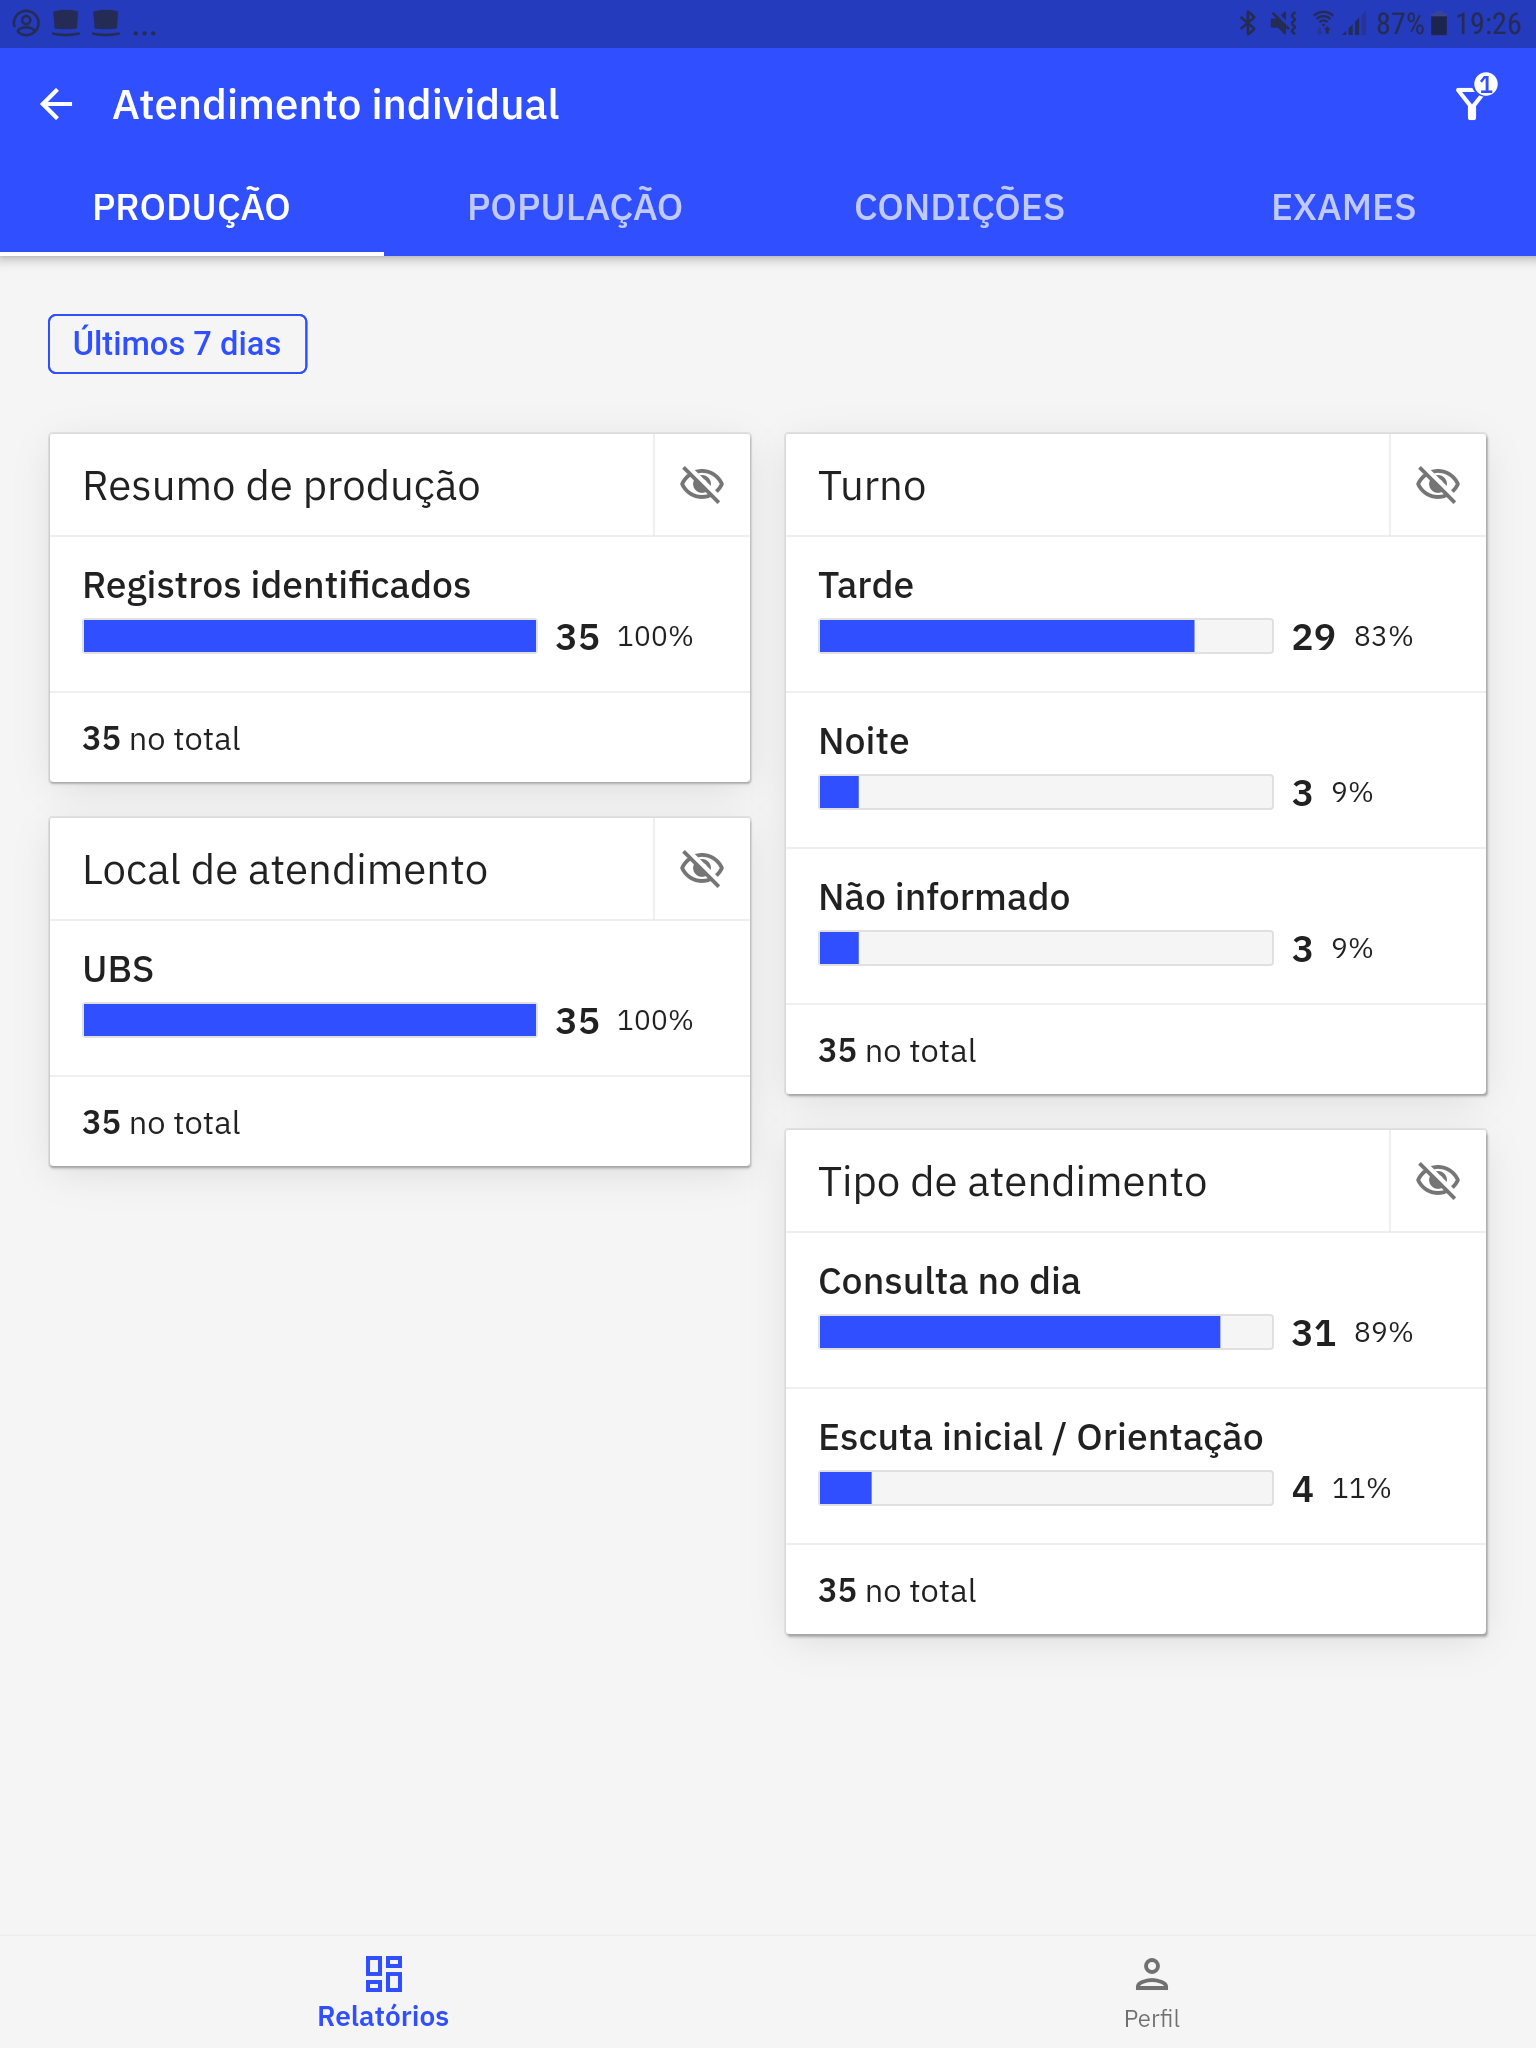 ... 87% 19:26
Atendimento individual 1
PRODUÇÃO POPULAÇÃO CONDIÇÕES EXAMES
Últimos 7 dias
Resumo de produção
Registros identificados
35 100%
35 no total
Local de atendimento
UBS
35 100%
35 no total
Turno
Tarde
29 83%
Noite
3 9%
Não informado
3 9%
35 no total
Tipo de atendimento
Consulta no dia
31 89%
Escuta inicial / Orientação
4 11%
35 no total
Relatórios Perfil